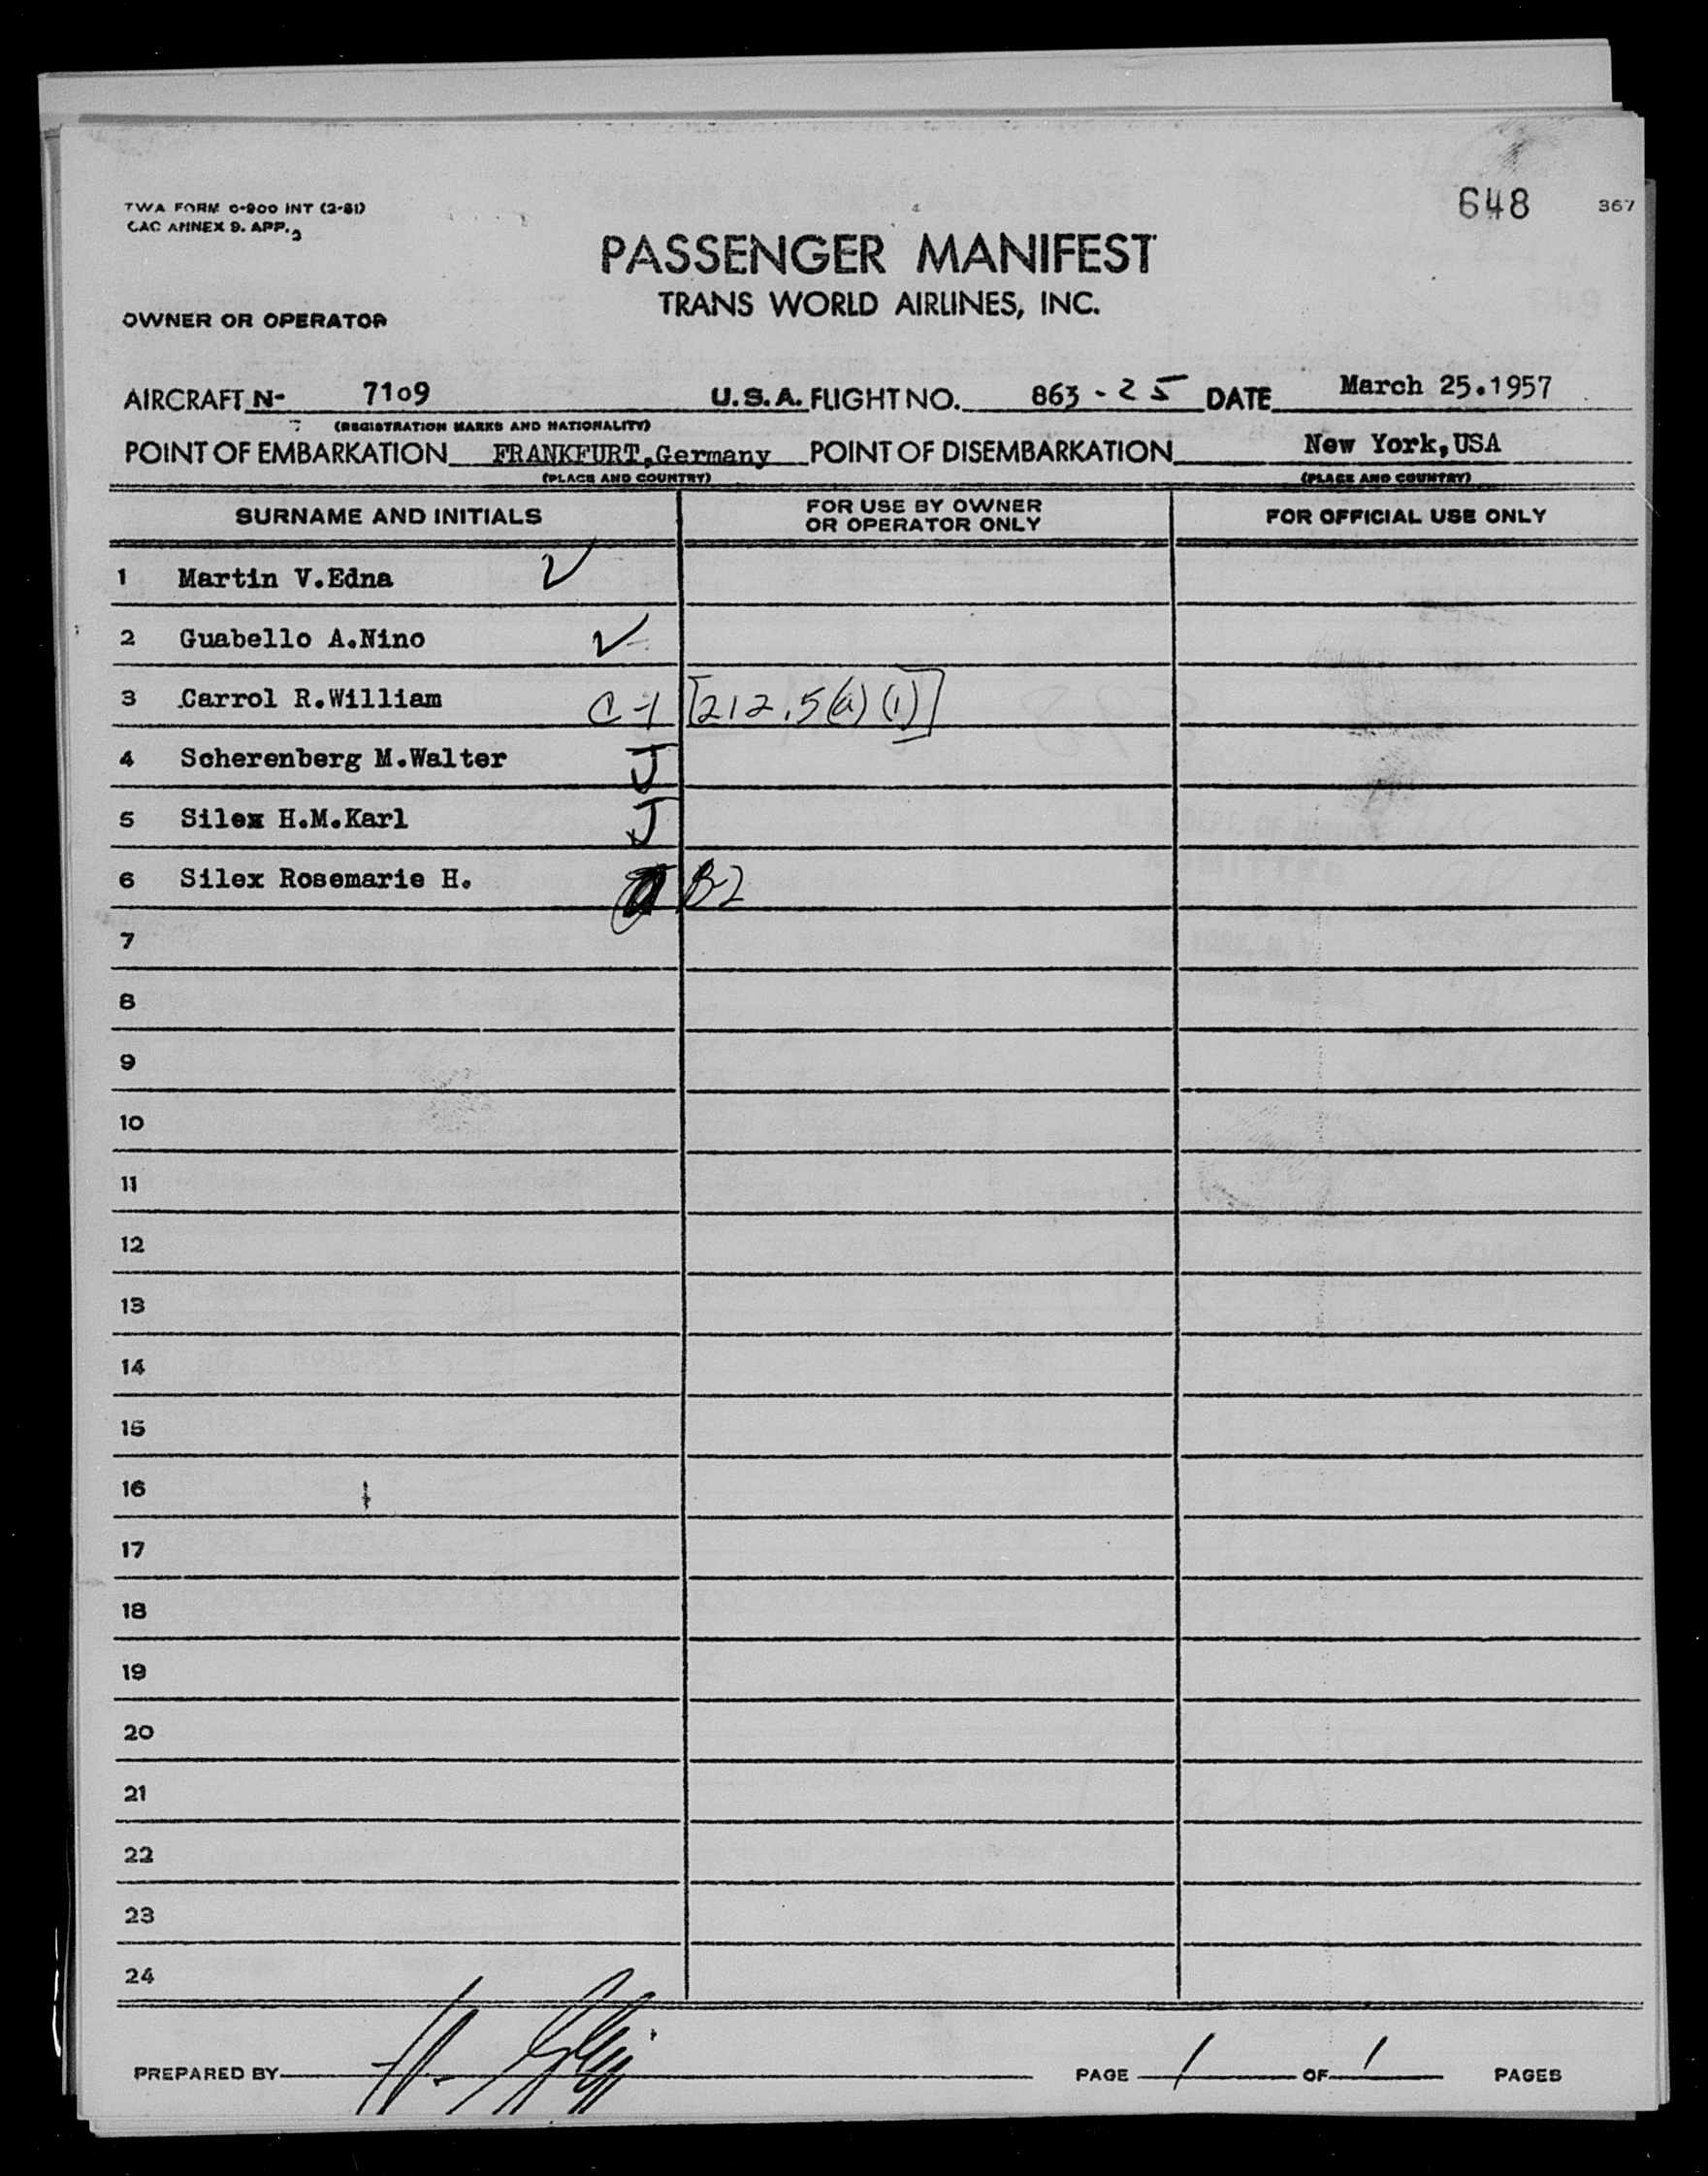 TWA FORM O-900 INT (2-51)
CAC ANNEX 9. APP. 3
648 367
PASSENGER MANIFEST
TRANS WORLD AIRLINES, INC.
OWNER OR OPERATOR
AIRCRAFT N- 7109 U.S.A. FLIGHT NO. 863-25 DATE March 25.1957
(REGISTRATION MARKS AND NATIONALITY)
POINT OF EMBARKATION FRANKFURT,Germany POINT OF DISEMBARKATION New York,USA
(PLACE AND COUNTRY) (PLACE AND COUNTRY)
SURNAME AND INITIALS FOR USE BY OWNER OR OPERATOR ONLY FOR OFFICIAL USE ONLY
1 Martin V.Edna
2 Guabello A.Nino
3 Carrol R.William C-1 [212.5(a)(1)]
4 Scherenberg M.Walter J
5 Silex H.M.Karl J
6 Silex Rosemarie H. B2
7
8
9
10
11
12
13
14
15
16
17
18
19
20
21
22
23
24
PREPARED BY PAGE 1 OF 1 PAGES